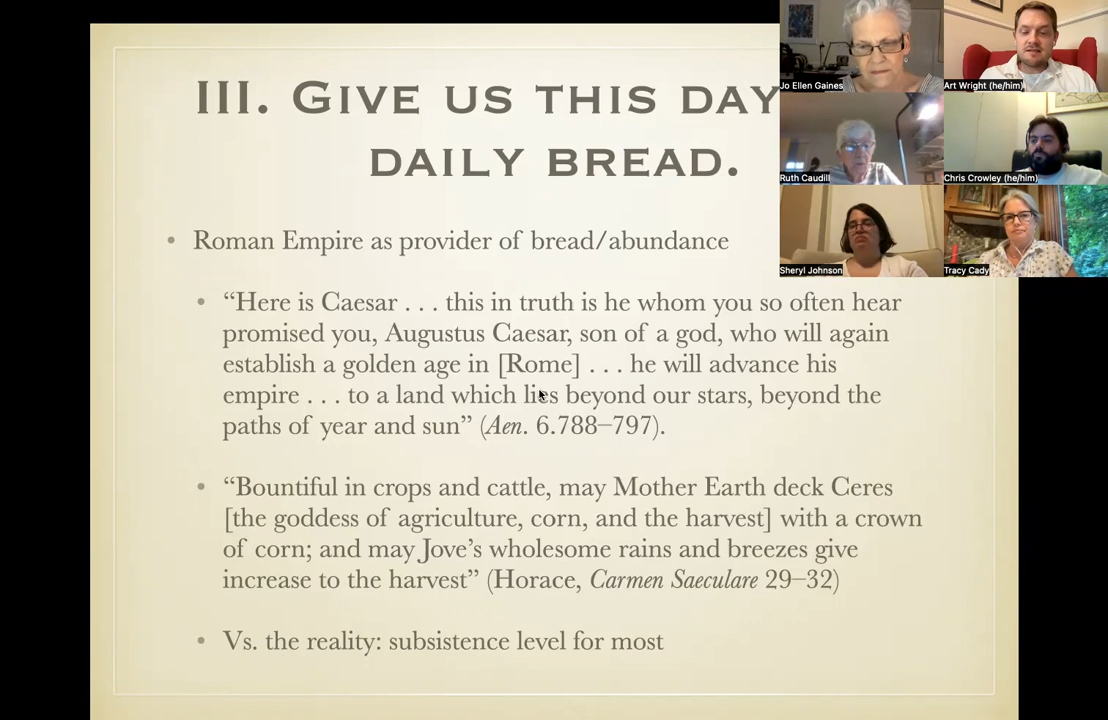 III. Give us this day
daily bread.
• Roman Empire as provider of bread/abundance
• “Here is Caesar . . . this in truth is he whom you so often hear
promised you, Augustus Caesar, son of a god, who will again
establish a golden age in [Rome] . . . he will advance his
empire . . . to a land which lies beyond our stars, beyond the
paths of year and sun” (Aen. 6.788–797).
• “Bountiful in crops and cattle, may Mother Earth deck Ceres
[the goddess of agriculture, corn, and the harvest] with a crown
of corn; and may Jove’s wholesome rains and breezes give
increase to the harvest” (Horace, Carmen Saeculare 29–32)
• Vs. the reality: subsistence level for most
Jo Ellen Gaines
Art Wright (he/him)
Ruth Caudill
Chris Crowley (he/him)
Sheryl Johnson
Tracy Cady